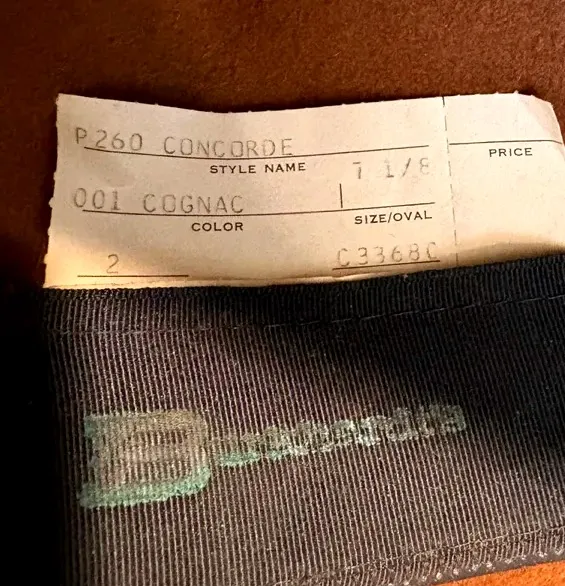 P260 CONCORDE
STYLE NAME
7 1/8
PRICE
001 COGNAC
COLOR
SIZE/OVAL
2
C3368C